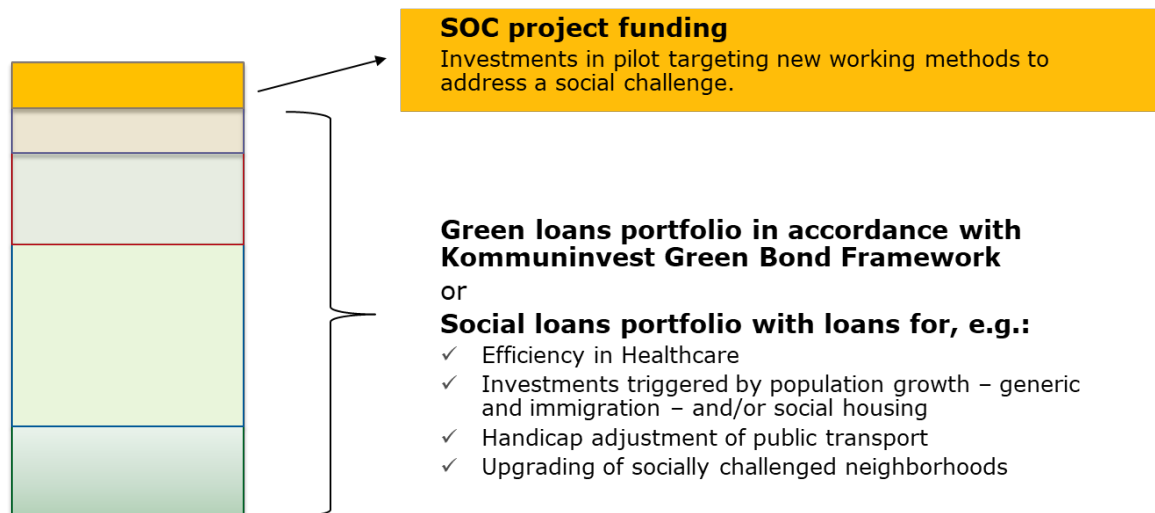 SOC project funding
Investments in pilot targeting new working methods to
address a social challenge.
Green loans portfolio in accordance with
Kommuninvest Green Bond Framework
or
Social loans portfolio with loans for, e.g.:
✓ Efficiency in Healthcare
✓ Investments triggered by population growth – generic
and immigration – and/or social housing
✓ Handicap adjustment of public transport
✓ Upgrading of socially challenged neighborhoods